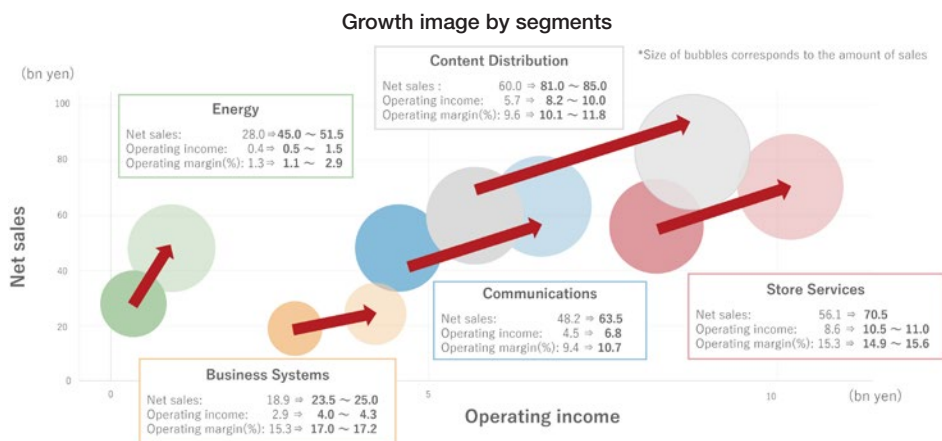 Growth image by segments
*Size of bubbles corresponds to the amount of sales
(bn yen)
Net sales
100
80
60
40
20
0
Energy
Net sales: 28.0⇒45.0 ~ 51.5
Operating income: 0.4⇒ 0.5 ~ 1.5
Operating margin(%): 1.3⇒ 1.1 ~ 2.9
Content Distribution
Net sales : 60.0⇒81.0 ~ 85.0
Operating income: 5.7 ⇒ 8.2 ~ 10.0
Operating margin(%): 9.6⇒ 10.1 ~ 11.8
Communications
Net sales: 48.2⇒63.5
Operating income: 4.5 ⇒ 6.8
Operating margin(%): 9.4⇒ 10.7
Store Services
Net sales: 56.1 ⇒ 70.5
Operating income: 8.6 ⇒ 10.5 ~ 11.0
Operating margin(%): 15.3 ⇒ 14.9 ~ 15.6
Business Systems
Net sales: 18.9 ⇒ 23.5 ~ 25.0
Operating income: 2.9 ⇒ 4.0 ~ 4.3
Operating margin(%): 15.3⇒ 17.0 ~ 17.2
0
5
10
(bn yen)
Operating income